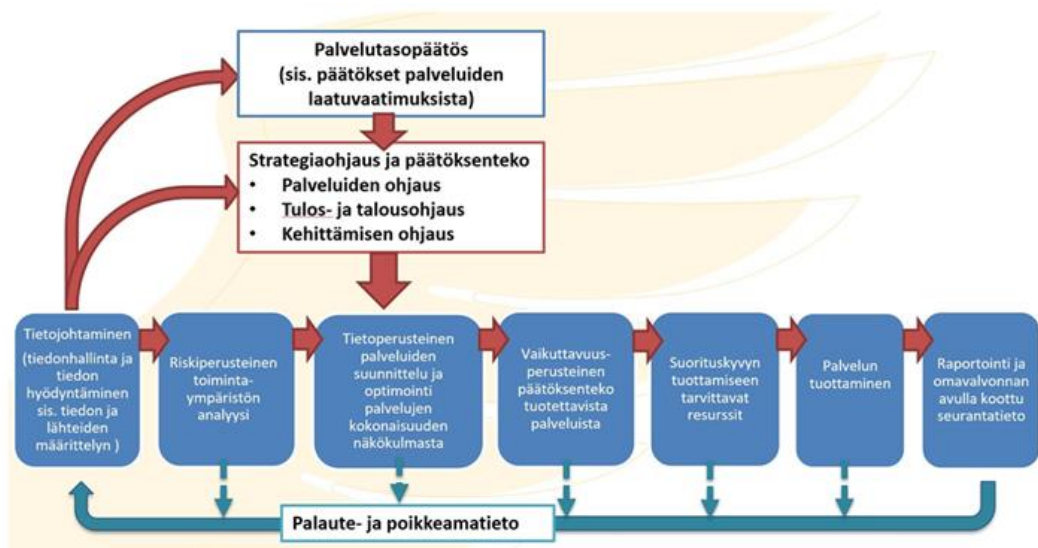 Palvelutasopäätös
(sis. päätökset palveluiden
laatuvaatimuksista)
Strategiaohjaus ja päätöksenteko
• Palveluiden ohjaus
• Tulos- ja talousohjaus
• Kehittämisen ohjaus
Tietojohtaminen
(tiedonhallinta ja
tiedon
hyödyntäminen
sis. tiedon ja
lähteiden
määrittelyn )
Riskiperusteinen
toiminta-
ympäristön
analyysi
Tietoperusteinen
palveluiden
suunnittelu ja
optimointi
palvelujen
kokonaisuuden
näkökulmasta
Vaikuttavuus-
perusteinen
päätöksenteko
tuotettavista
palveluista
Suorituskyvyn
tuottamiseen
tarvittavat
resurssit
Palvelun
tuottaminen
Raportointi ja
omavalvonnan
avulla koottu
seurantatieto
Palaute- ja poikkeamatieto